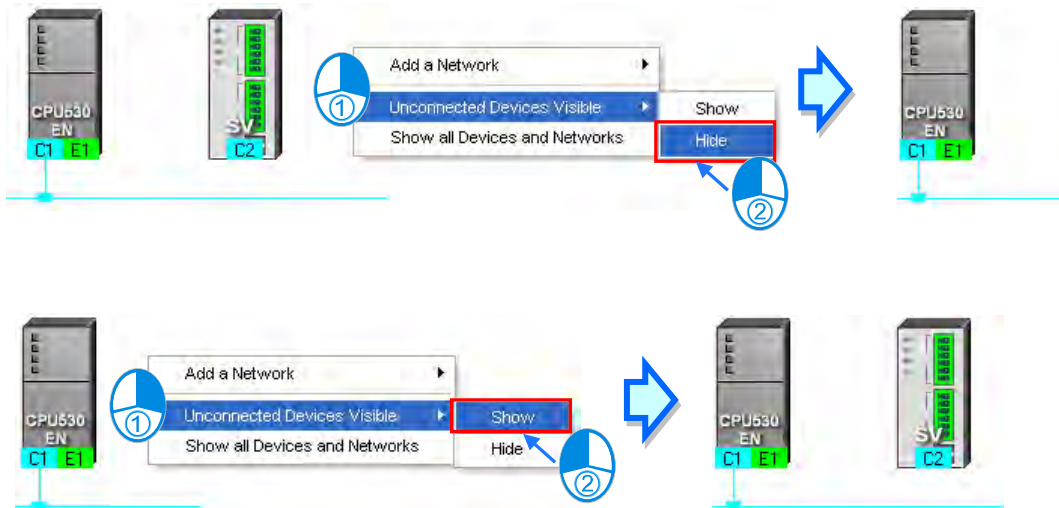 CPU530
EN
C1 E1
SV
C2
①
Add a Network
Unconnected Devices Visible
Show all Devices and Networks
Show
Hide
②
CPU530
EN
C1 E1
CPU530
EN
C1 E1
①
Add a Network
Unconnected Devices Visible
Show all Devices and Networks
Show
Hide
②
CPU530
EN
C1 E1
SV
C2